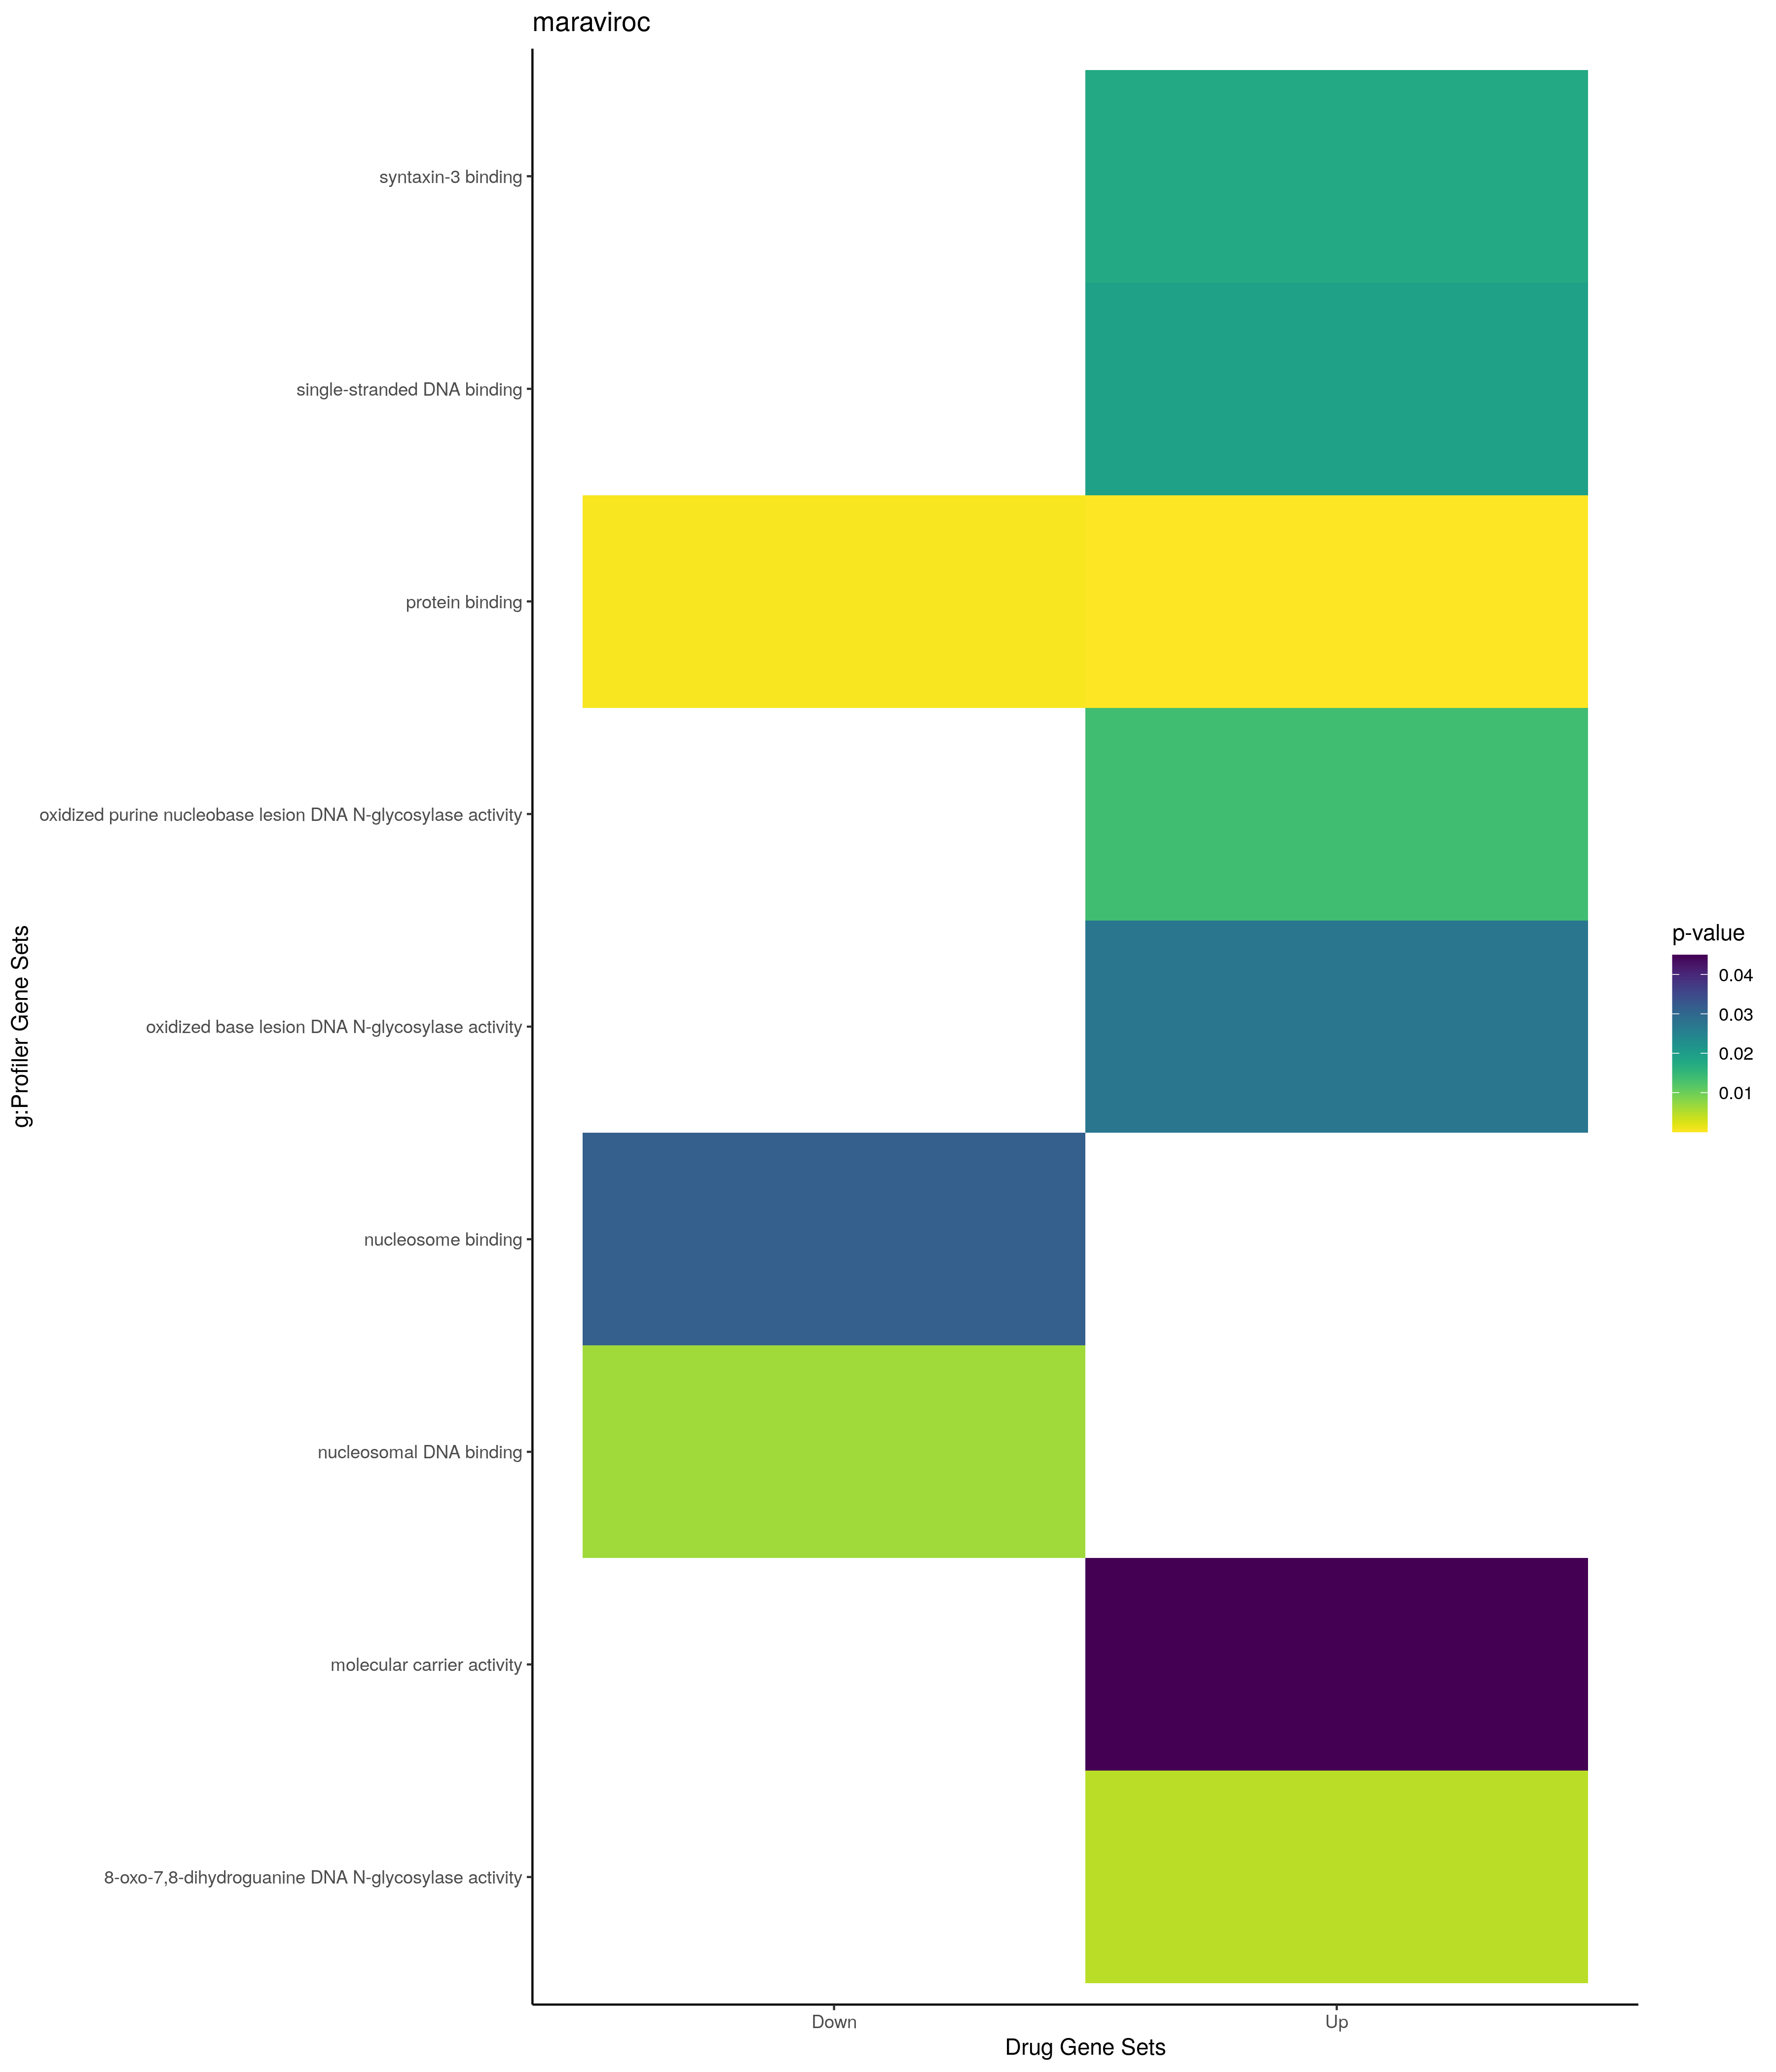 maraviroc
syntaxin-3 binding
single-stranded DNA binding
protein binding
oxidized purine nucleobase lesion DNA N-glycosylase activity
oxidized base lesion DNA N-glycosylase activity
nucleosome binding
nucleosomal DNA binding
molecular carrier activity
8-oxo-7,8-dihydroguanine DNA N-glycosylase activity
g:Profiler Gene Sets
Down Up
Drug Gene Sets
p-value
0.04
0.03
0.02
0.01